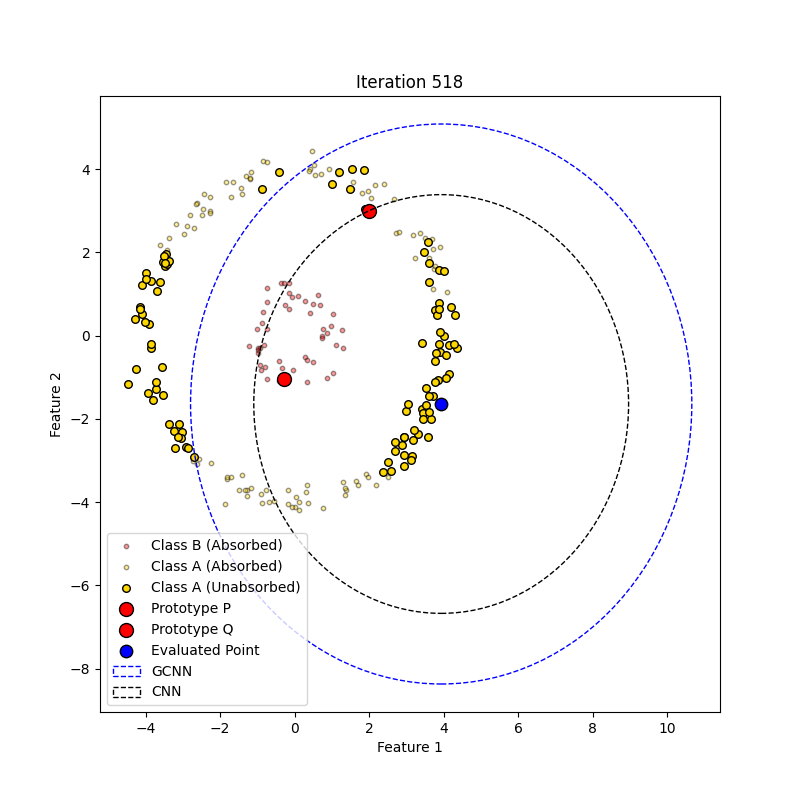 Iteration 518
Feature 2
4
2
0
−2
−4
−6
−8
Class B (Absorbed)
Class A (Absorbed)
Class A (Unabsorbed)
Prototype P
Prototype Q
Evaluated Point
GCNN
CNN
−4 −2 0 2 4 6 8 10
Feature 1